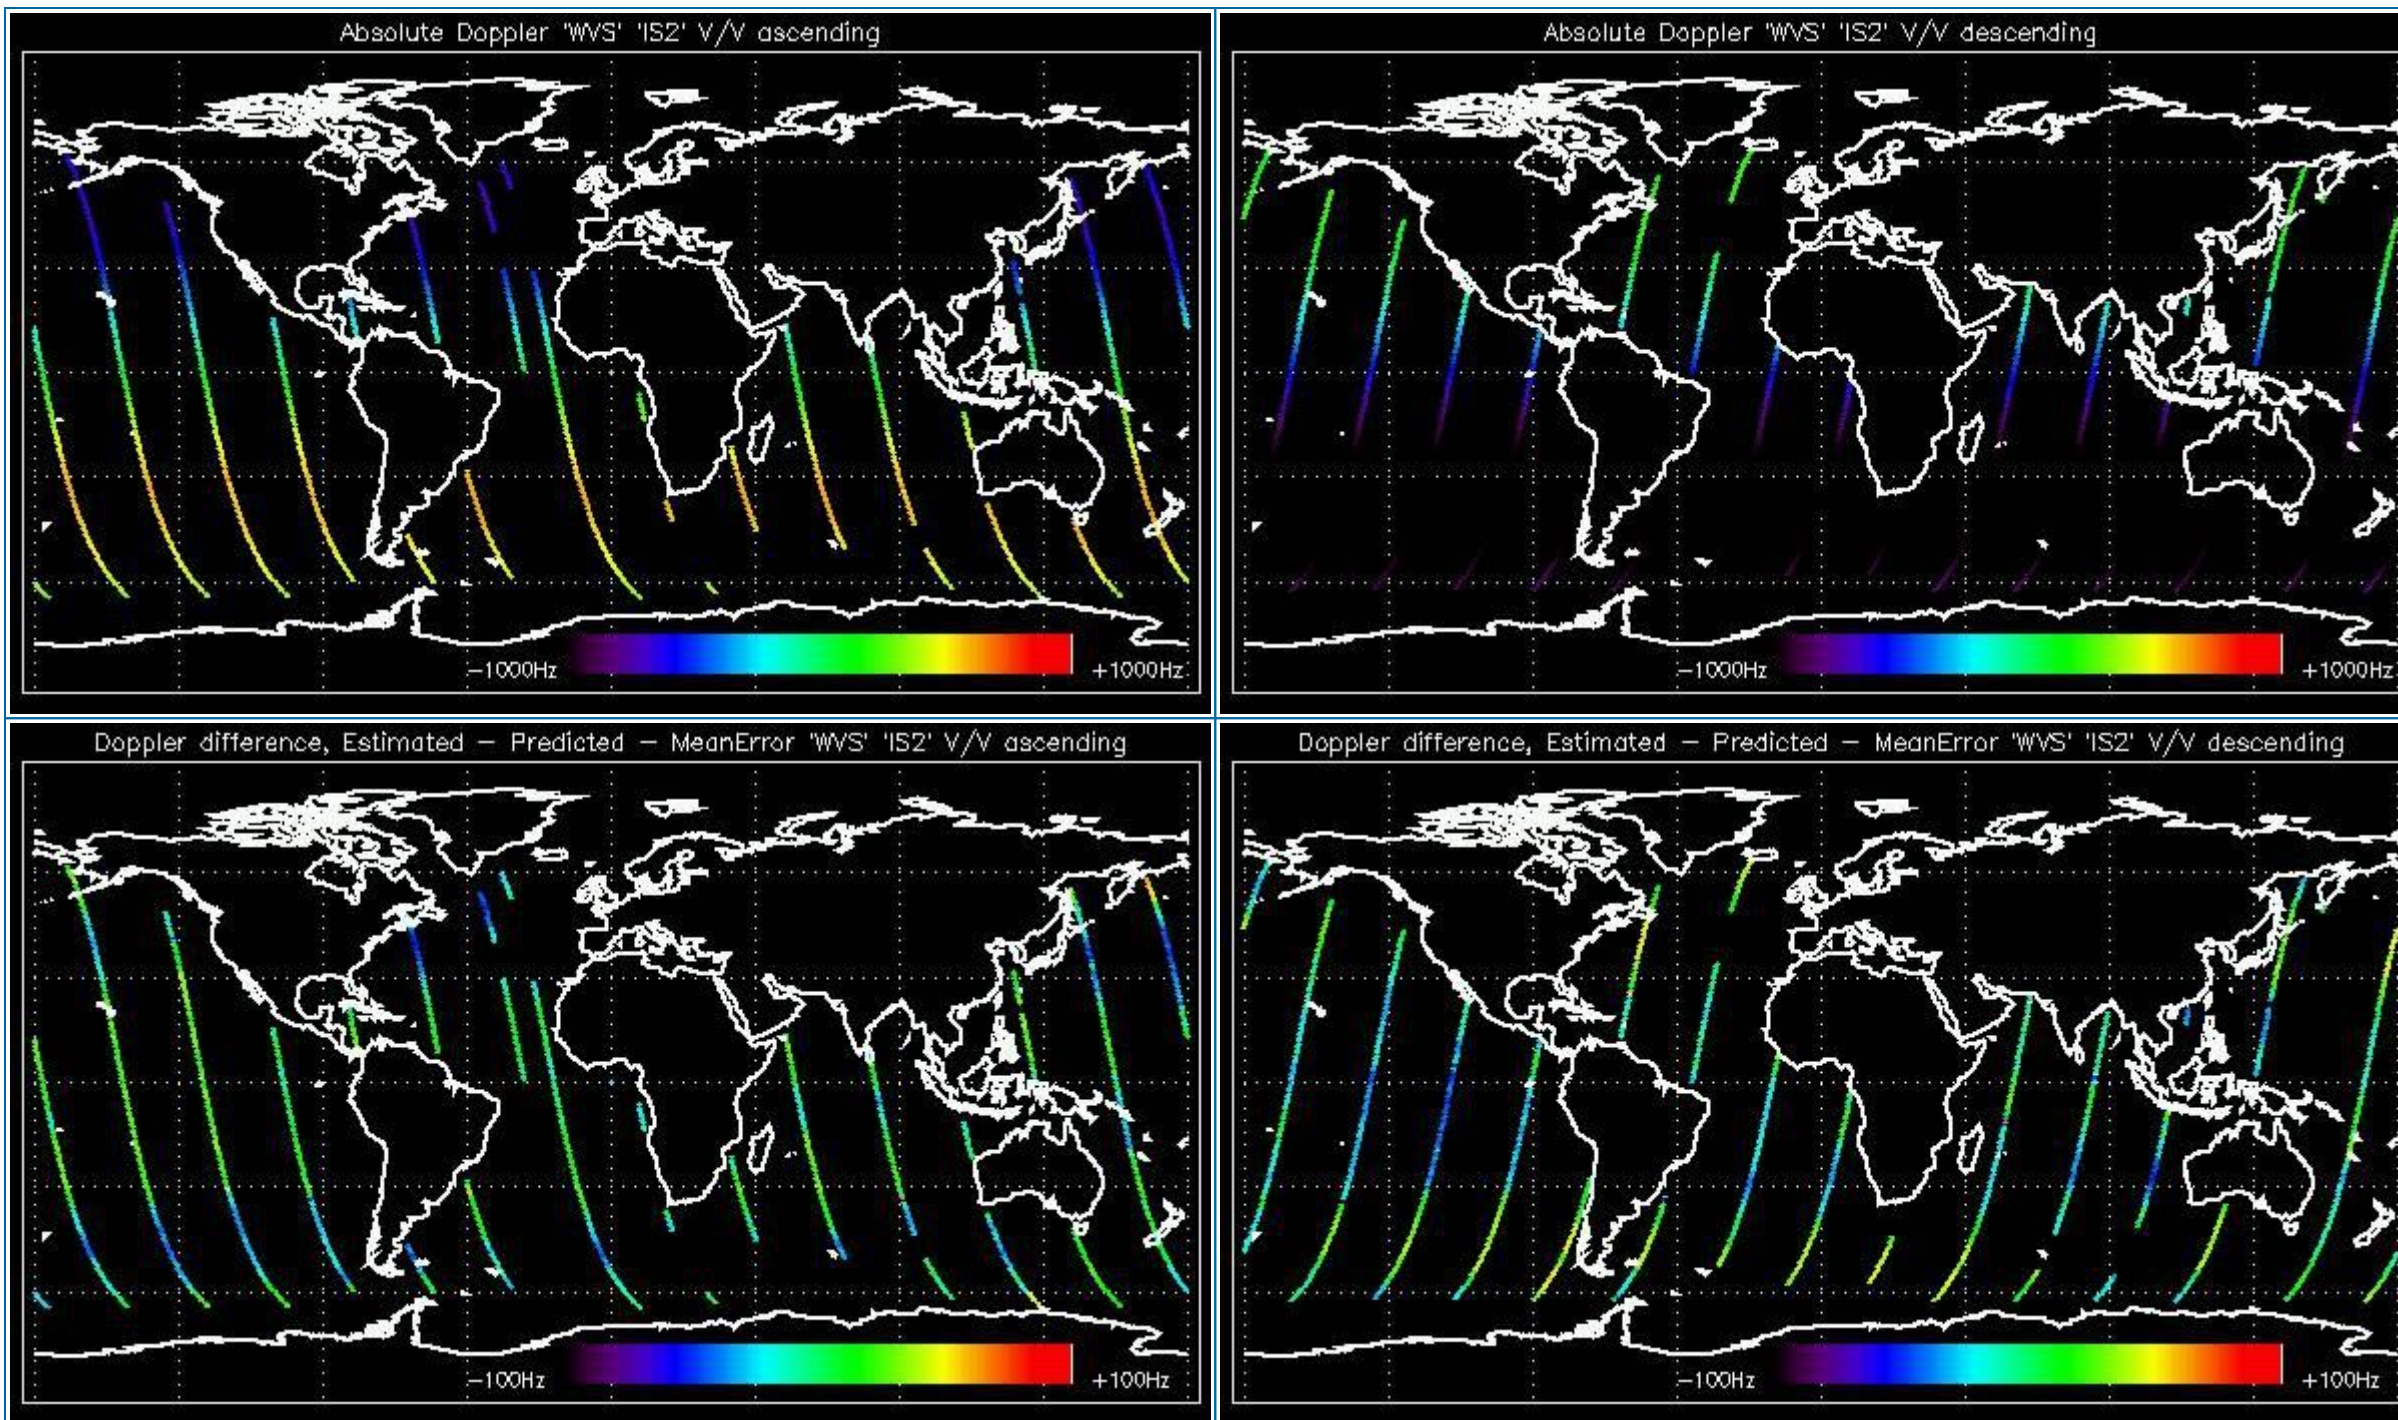 Absolute Doppler 'WVS' 'IS2' V/V ascending
-1000Hz +1000Hz
Absolute Doppler 'WVS' 'IS2' V/V descending
-1000Hz +1000Hz
Doppler difference, Estimated - Predicted - MeanError 'WVS' 'IS2' V/V ascending
-100Hz +100Hz
Doppler difference, Estimated - Predicted - MeanError 'WVS' 'IS2' V/V descending
-100Hz +100Hz